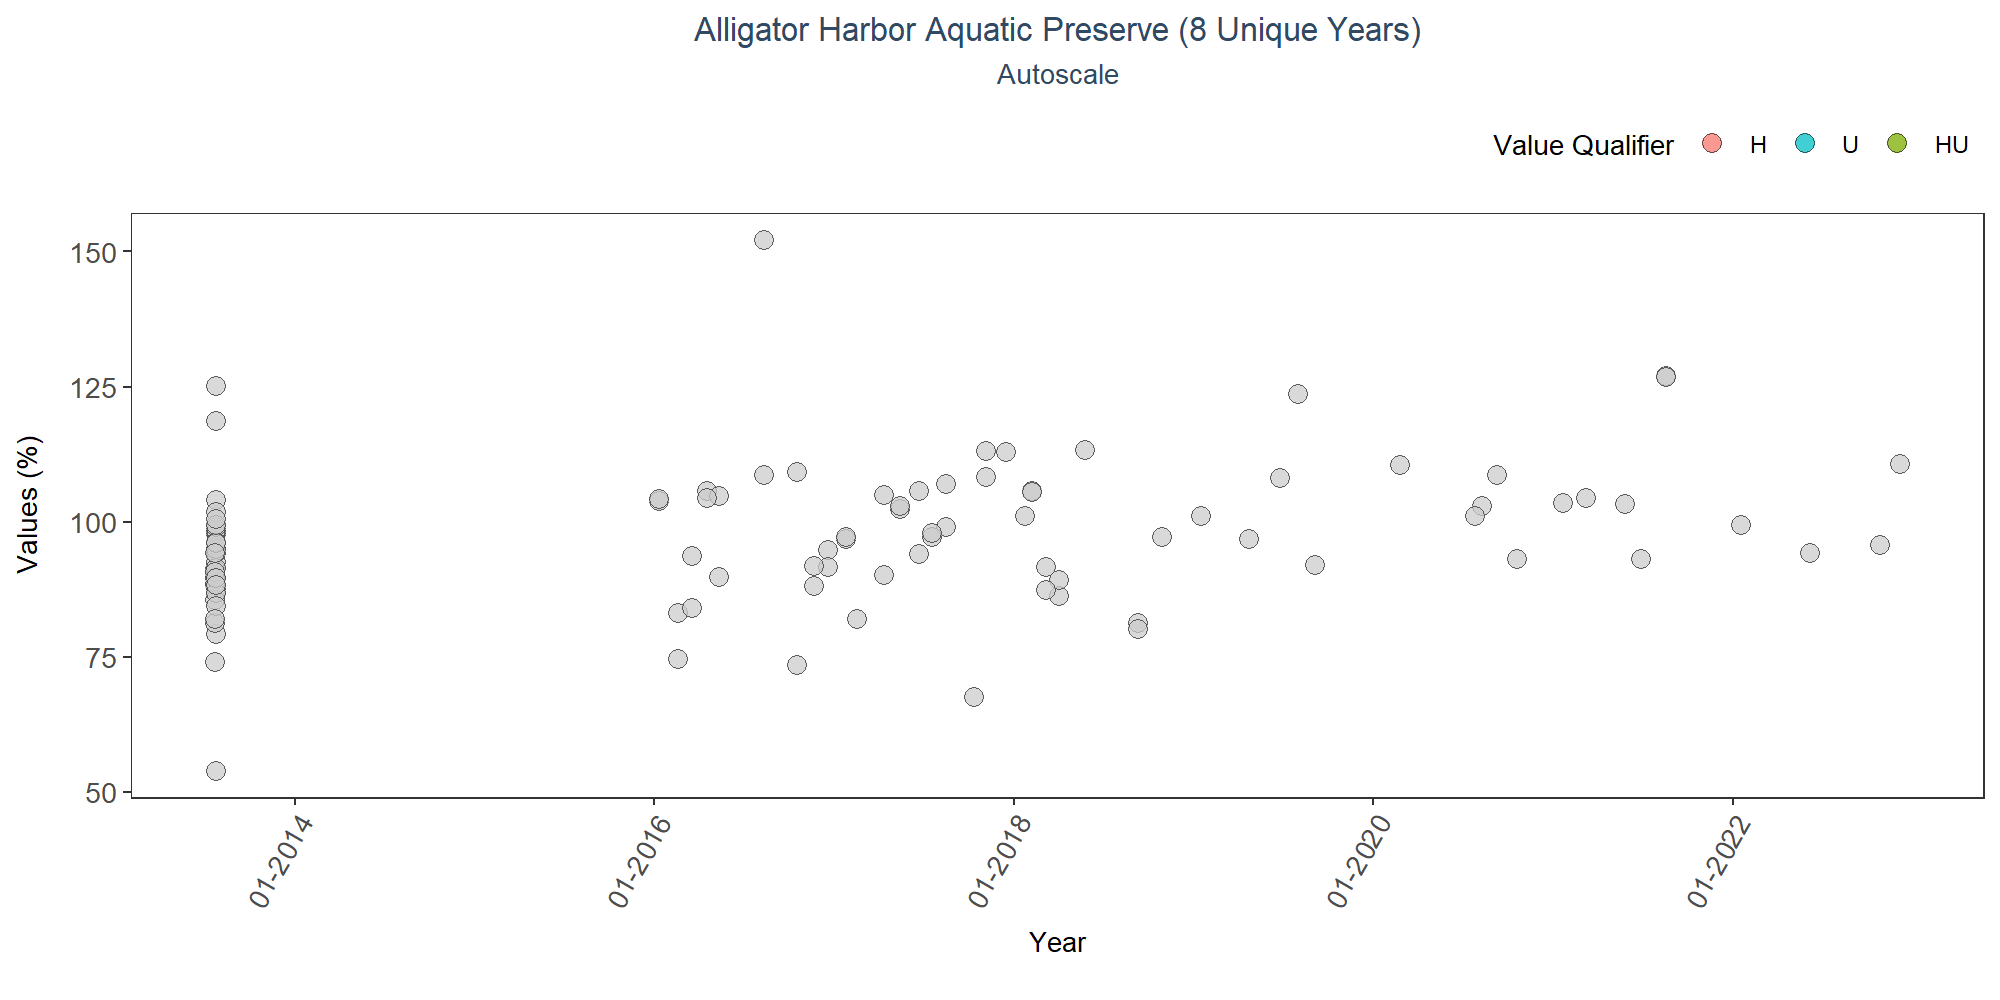 Alligator Harbor Aquatic Preserve (8 Unique Years)
Autoscale
Value Qualifier H U HU
150
125
100
75
50
Values (%)
01-2014 01-2016 01-2018 01-2020 01-2022
Year